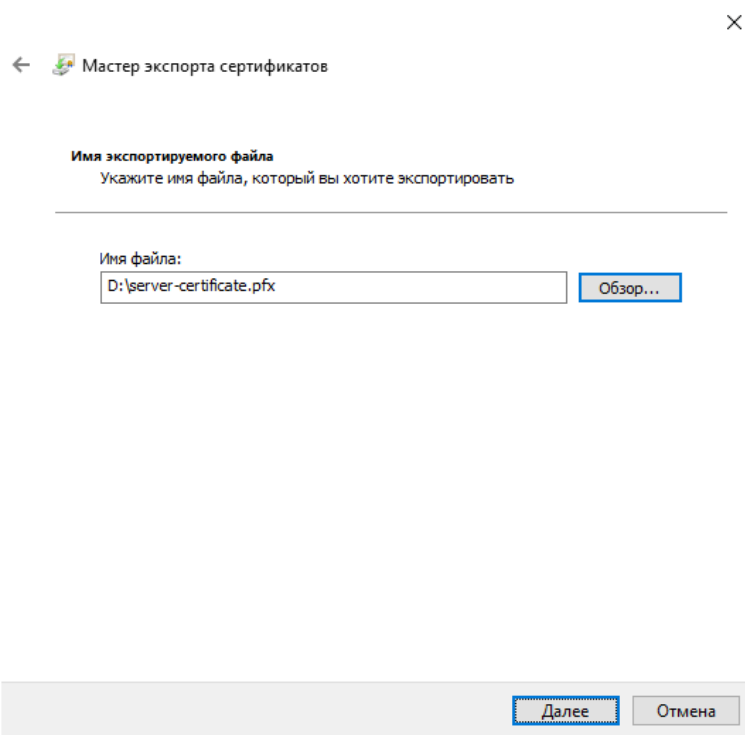 Мастер экспорта сертификатов
Имя экспортируемого файла
Укажите имя файла, который вы хотите экспортировать
Имя файла:
D:\server-certificate.pfx
Обзор...
Далее
Отмена